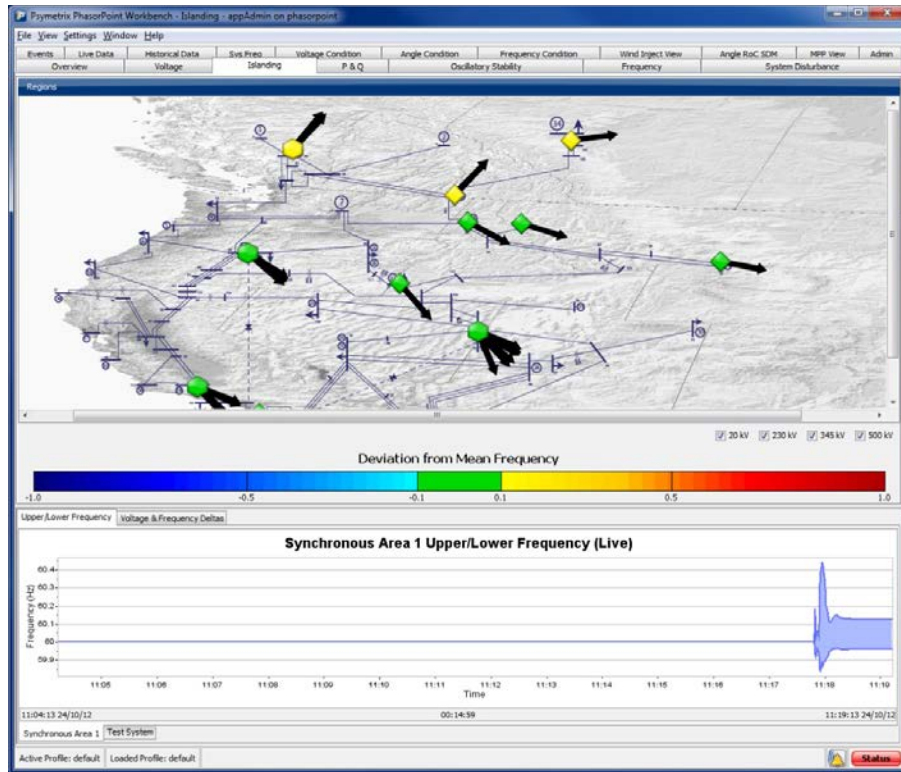 Psymetrix PhasorPoint Workbench - Islanding - appAdmin on phasorpoint
File View Settings Window Help
Events Live Data Historical Data Sys Freq Voltage Condition Angle Condition Frequency Condition Wind Inject View Angle RoC SDM MPP View Admin
Overview Voltage Islanding P & Q Oscillatory Stability Frequency System Disturbance
Regions
20 kV 230 kV 345 kV 500 kV
Deviation from Mean Frequency
-1.0 -0.5 -0.1 0.1 0.5 1.0
Upper/Lower Frequency Voltage & Frequency Deltas
Synchronous Area 1 Upper/Lower Frequency (Live)
Frequency (Hz)
60.4
60.3
60.2
60.1
60
59.9
11:05 11:06 11:07 11:08 11:09 11:10 11:11 11:12 11:13 11:14 11:15 11:16 11:17 11:18 11:19
Time
11:04:13 24/10/12 00:14:59 11:19:13 24/10/12
Synchronous Area 1 Test System
Active Profile: default Loaded Profile: default Status